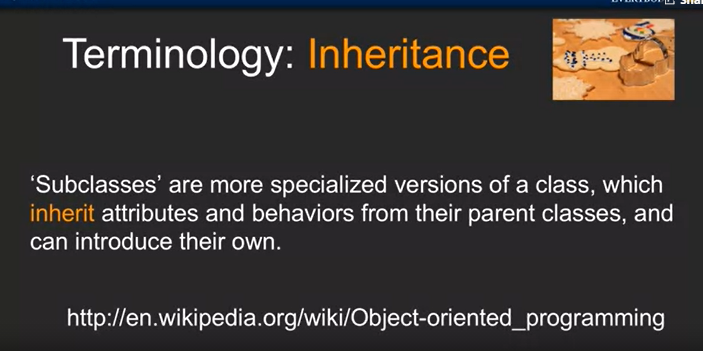 Terminology: Inheritance
‘Subclasses’ are more specialized versions of a class, which
inherit attributes and behaviors from their parent classes, and
can introduce their own.
http://en.wikipedia.org/wiki/Object-oriented_programming